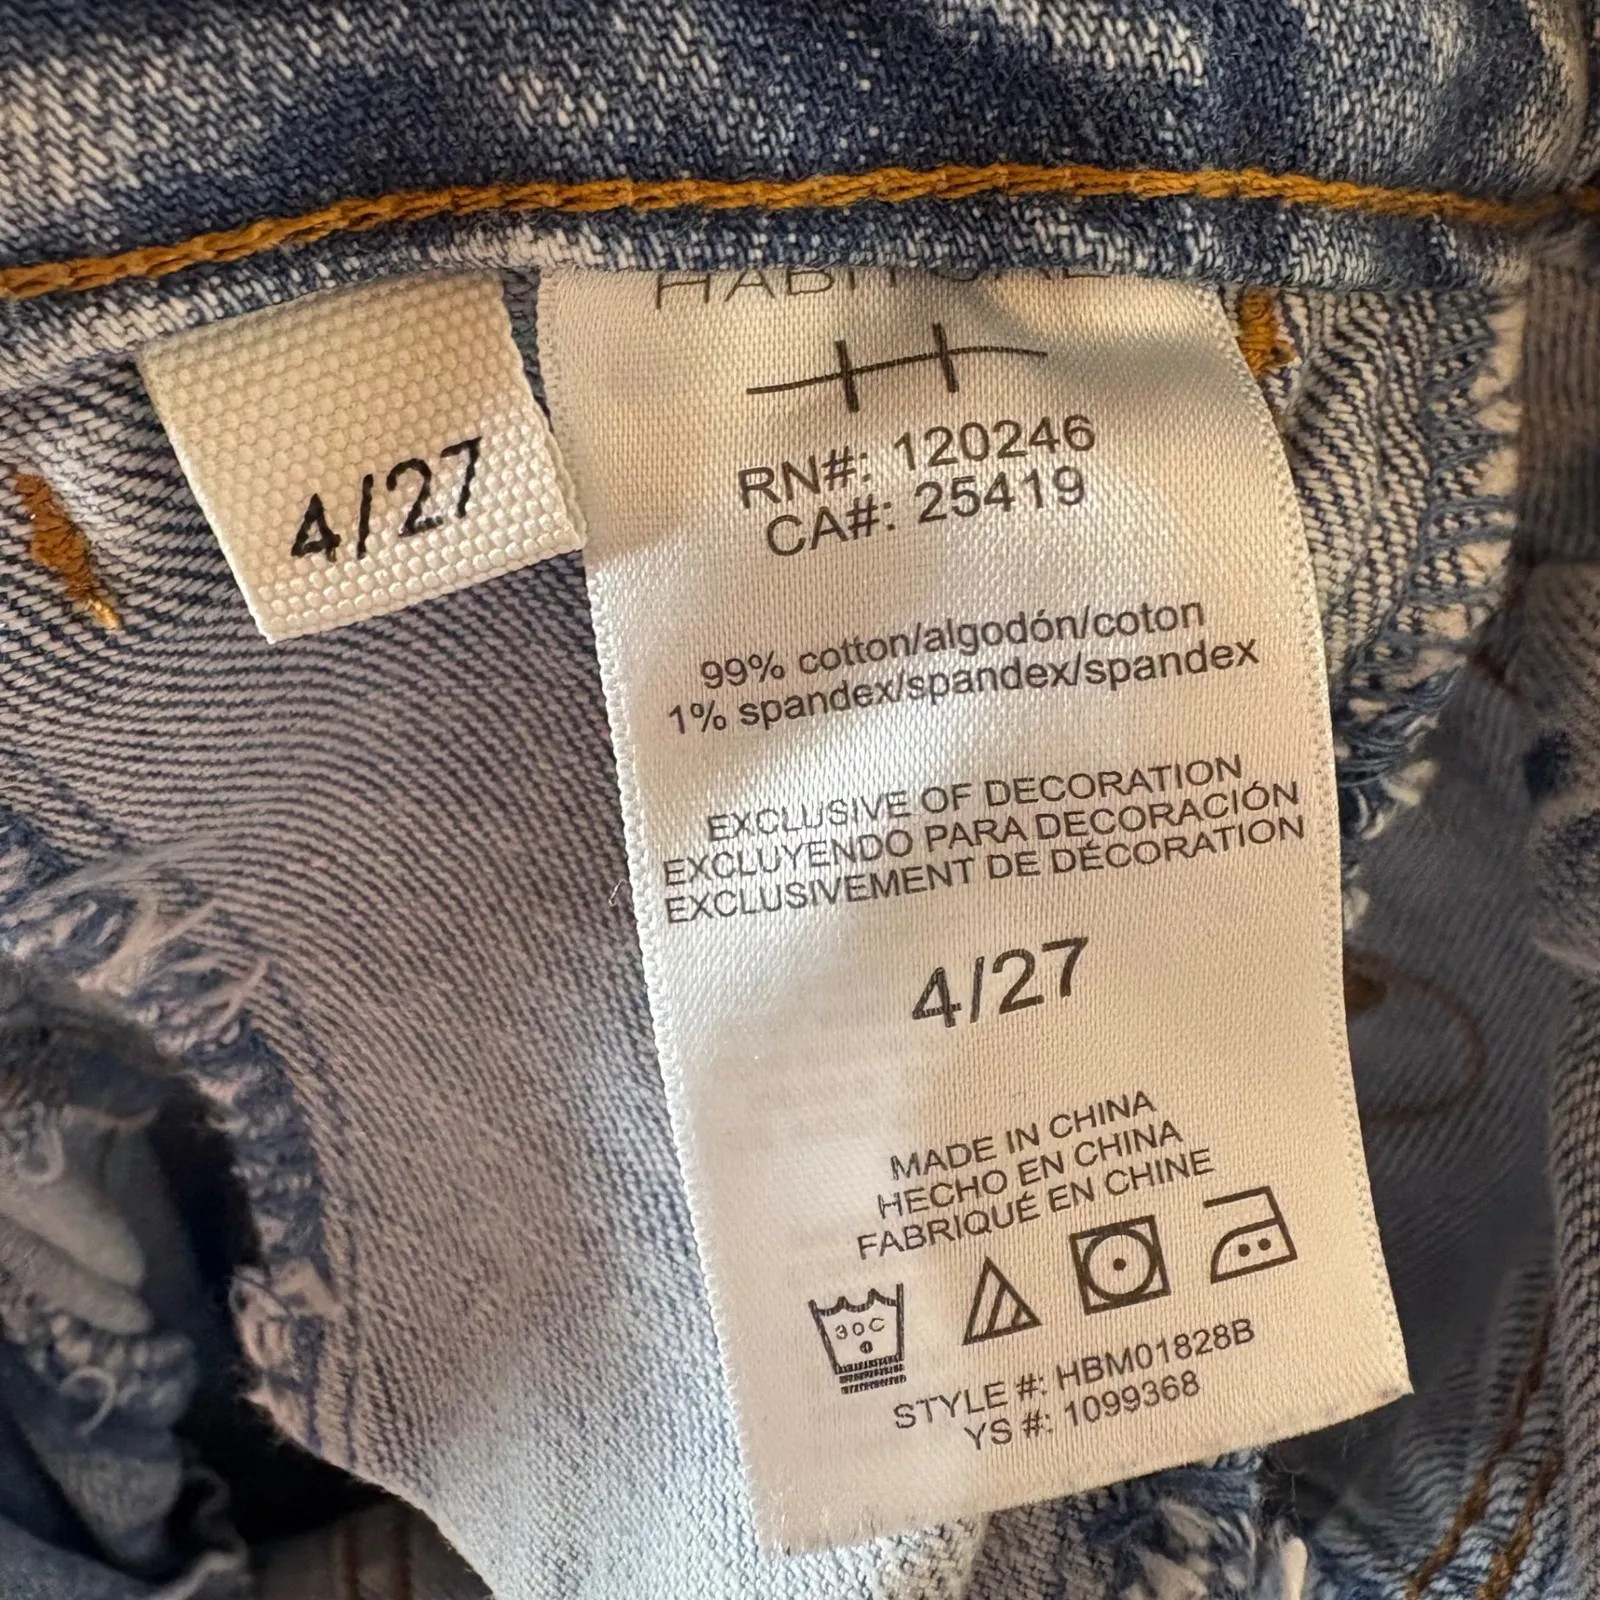 4/27
RN#: 120246
CA#: 25419
99% cotton/algodón/coton
1% spandex/spandex/spandex
EXCLUSIVE OF DECORATION
EXCLUYENDO PARA DECORACIÓN
EXCLUSIVEMENT DE DÉCORATION
4/27
MADE IN CHINA
HECHO EN CHINA
FABRIQUÉ EN CHINE
30C
STYLE #: HBM01828B
YS #: 1099368